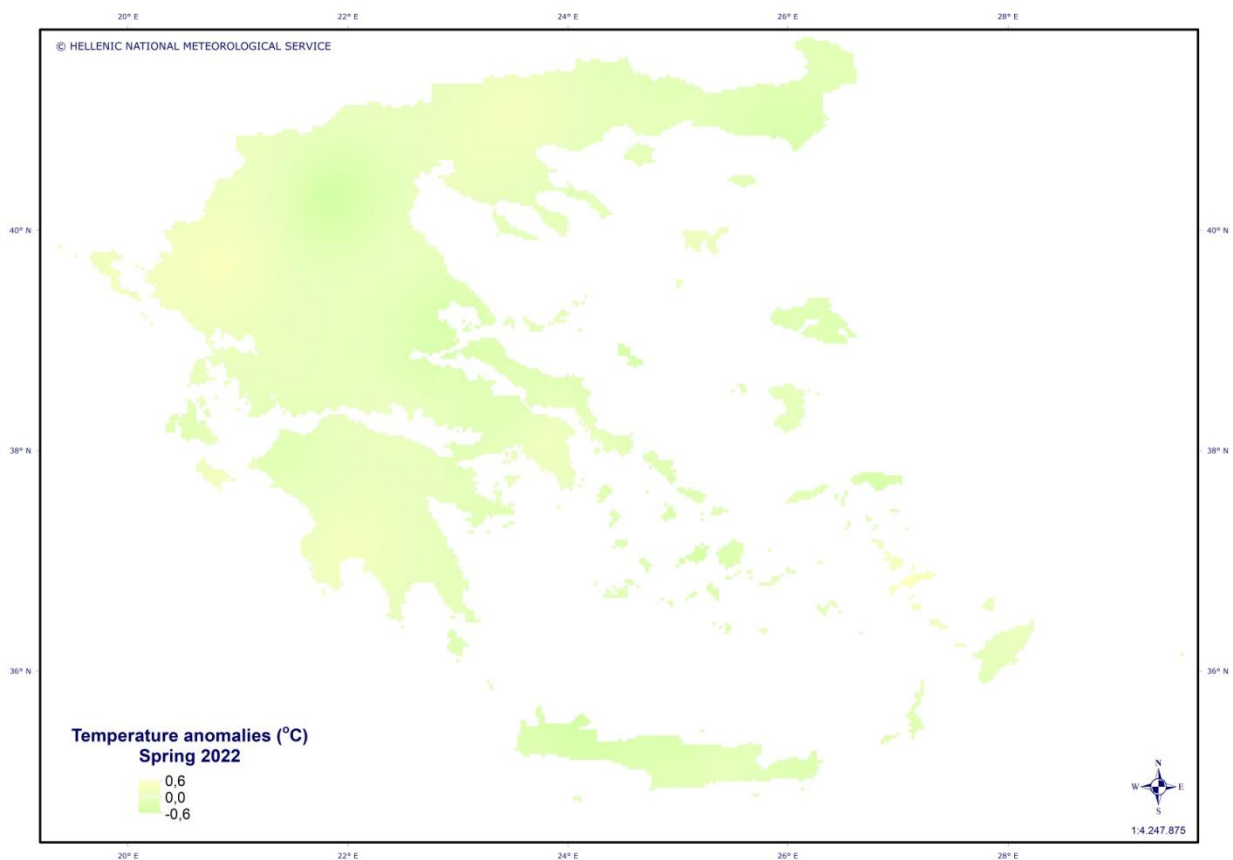 20° E 22° E 24° E 26° E 28° E
© HELLENIC NATIONAL METEOROLOGICAL SERVICE
40° N 40° N
38° N 38° N
36° N 36° N
Temperature anomalies (°C)
Spring 2022
0,6
0,0
-0,6
N
W E
S
1:4.247.875
20° E 22° E 24° E 26° E 28° E